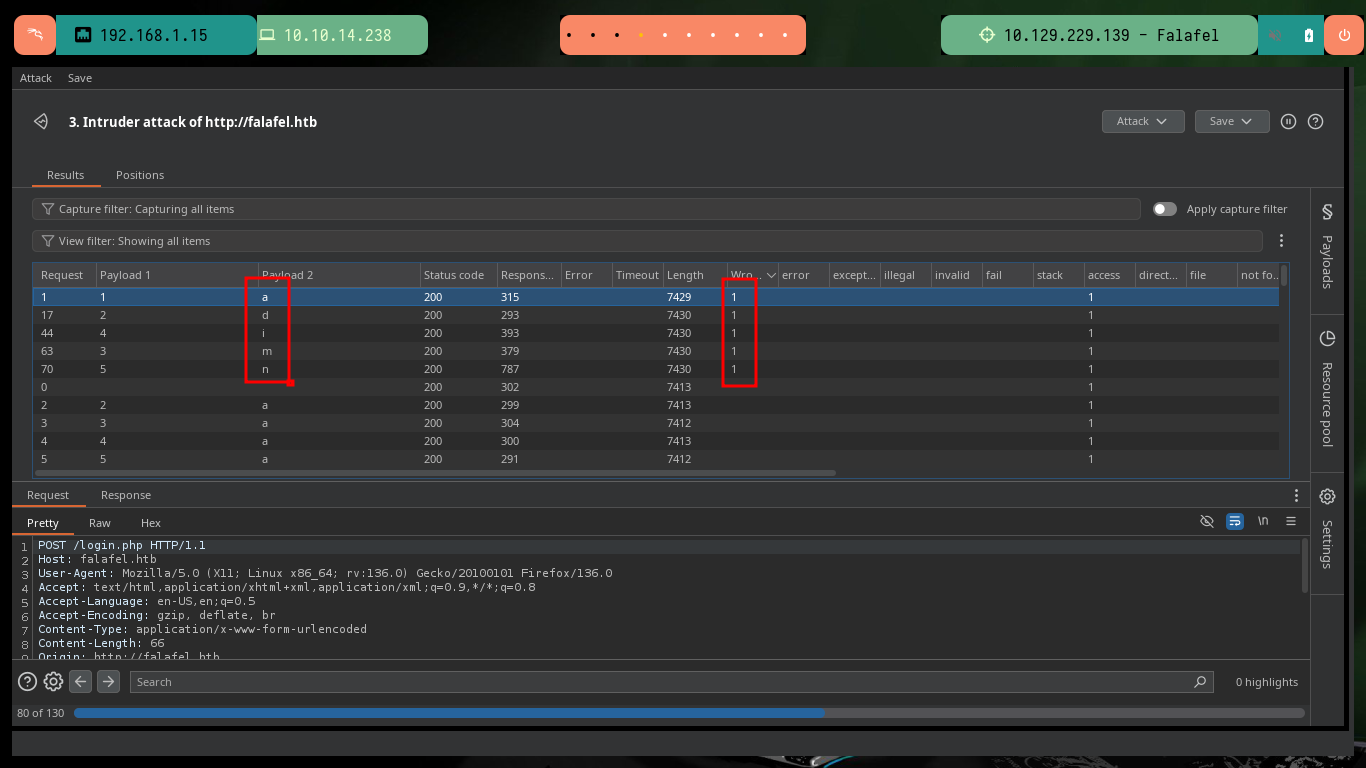 192.168.1.15 10.10.14.238 10.129.229.139 - Falafel
Attack Save
3. Intruder attack of http://falafel.htb Attack Save
Results Positions
Capture filter: Capturing all items Apply capture filter
View filter: Showing all items
Request Payload 1 Payload 2 Status code Respons... Error Timeout Length Wro... error except... illegal invalid fail stack access direct... file not fo...
1 1 a 200 315 7429 1 1
17 2 d 200 293 7430 1 1
44 4 i 200 393 7430 1 1
63 3 m 200 379 7430 1 1
70 5 n 200 787 7430 1 1
0 200 302 7413 1
2 2 a 200 299 7413 1
3 3 a 200 304 7412 1
4 4 a 200 300 7413 1
5 5 a 200 291 7412 1
Payloads
Resource pool
Settings
Request Response
Pretty Raw Hex \n
1 POST /login.php HTTP/1.1
2 Host: falafel.htb
3 User-Agent: Mozilla/5.0 (X11; Linux x86_64; rv:136.0) Gecko/20100101 Firefox/136.0
4 Accept: text/html,application/xhtml+xml,application/xml;q=0.9,*/*;q=0.8
5 Accept-Language: en-US,en;q=0.5
6 Accept-Encoding: gzip, deflate, br
7 Content-Type: application/x-www-form-urlencoded
8 Content-Length: 66
9 Origin: http://falafel.htb
Search 0 highlights
80 of 130